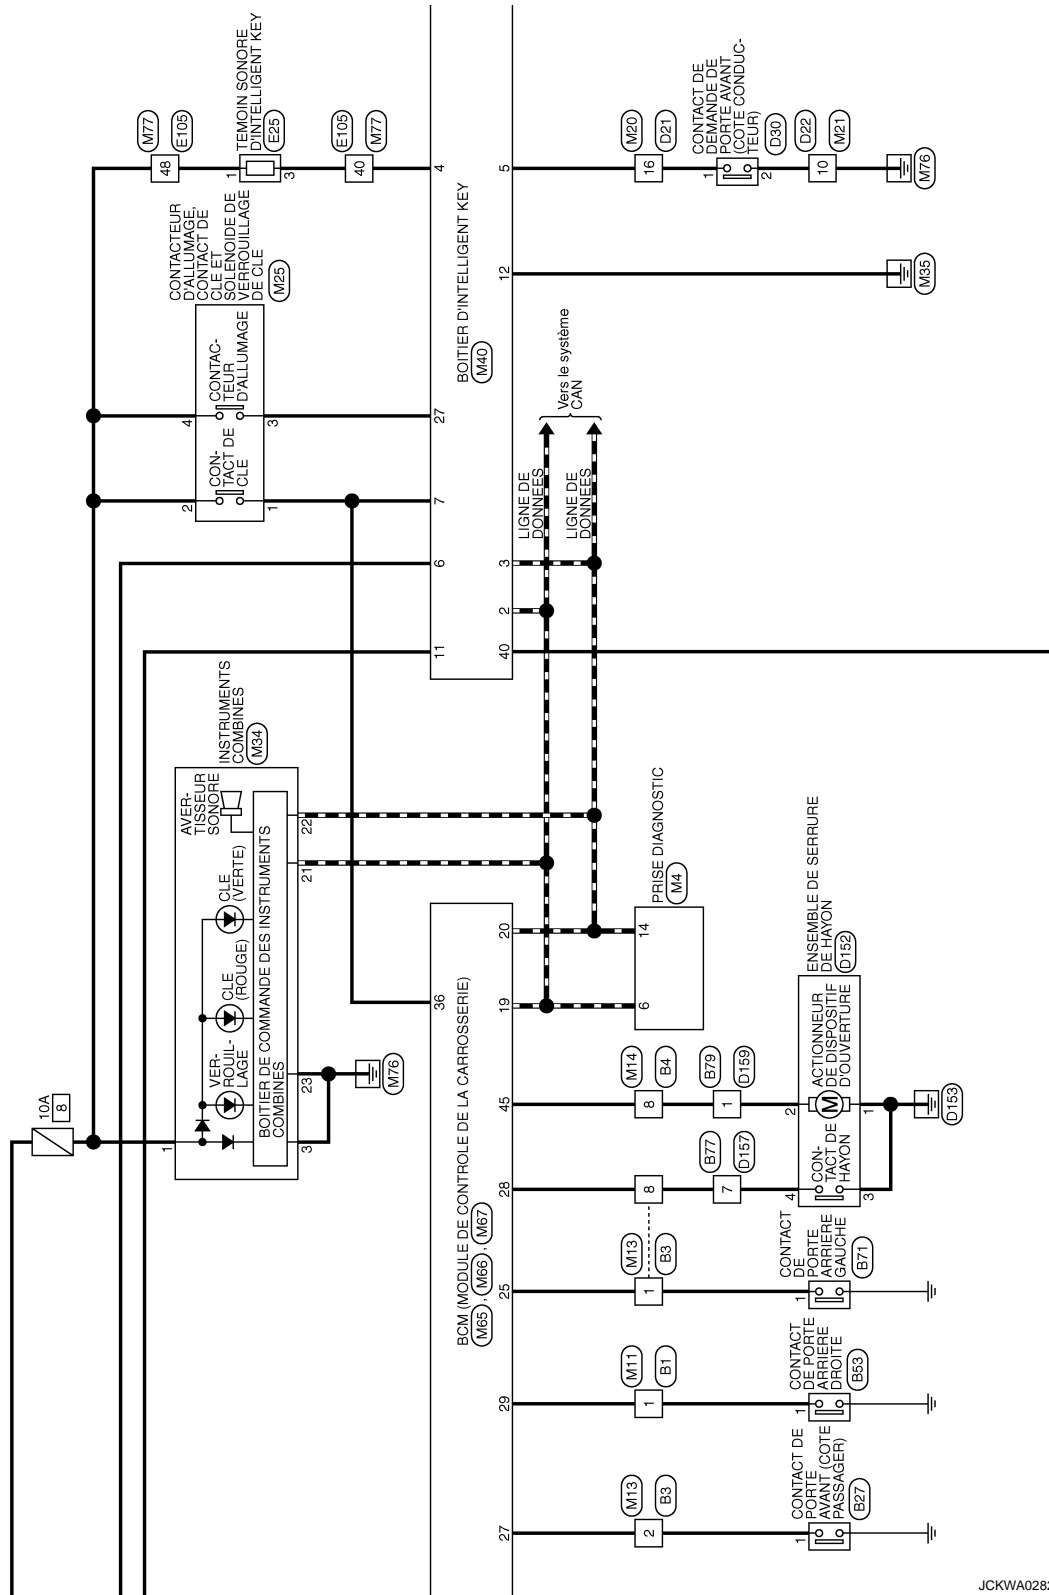 10A
8
1
VER-
ROUIL-
LAGE
CLE
(ROUGE)
CLE
(VERTE)
AVER-
TISSEUR
SONORE
BOITIER DE COMMANDE DES INSTRUMENTS
COMBINES
INSTRUMENTS
COMBINES
M34
3
23
21
22
M76
CONTACTEUR
D'ALLUMAGE,
CONTACT DE
CLE ET
SOLENOIDE DE
VERROUILLAGE
DE CLE
M25
2
4
CON-
TACT DE
CLE
CONTAC-
TEUR
D'ALLUMAGE
1
3
M77
48
E105
TEMOIN SONORE
D'INTELLIGENT KEY
E25
1
3
E105
40
M77
36
BCM (MODULE DE CONTROLE DE LA CARROSSERIE)
M65 , M66 , M67
27
29
25
28
45
19
20
11
6
7
27
4
BOITIER D'INTELLIGENT KEY
M40
40
2
3
12
5
LIGNE DE
DONNEES
LIGNE DE
DONNEES
Vers le système
CAN
PRISE DIAGNOSTIC
M4
6
14
M13
2
B3
M11
1
B1
M13
1
B3
8
M14
8
B4
B77
7
D157
B79
1
D159
CONTACT DE
PORTE
AVANT (COTE
PASSAGER)
B27
1
CONTACT
DE PORTE
ARRIERE
DROITE
B53
1
CONTACT
DE
PORTE
ARRIERE
GAUCHE
B71
1
ENSEMBLE DE SERRURE
DE HAYON
D152
4
2
CON-
TACT DE
HAYON
M
ACTIONNEUR
DE DISPOSITIF
D'OUVERTURE
3
1
D153
M35
M20
16
D21
CONTACT DE
DEMANDE DE
PORTE AVANT
(COTE CONDUC-
TEUR)
D30
1
2
D22
10
M21
M76